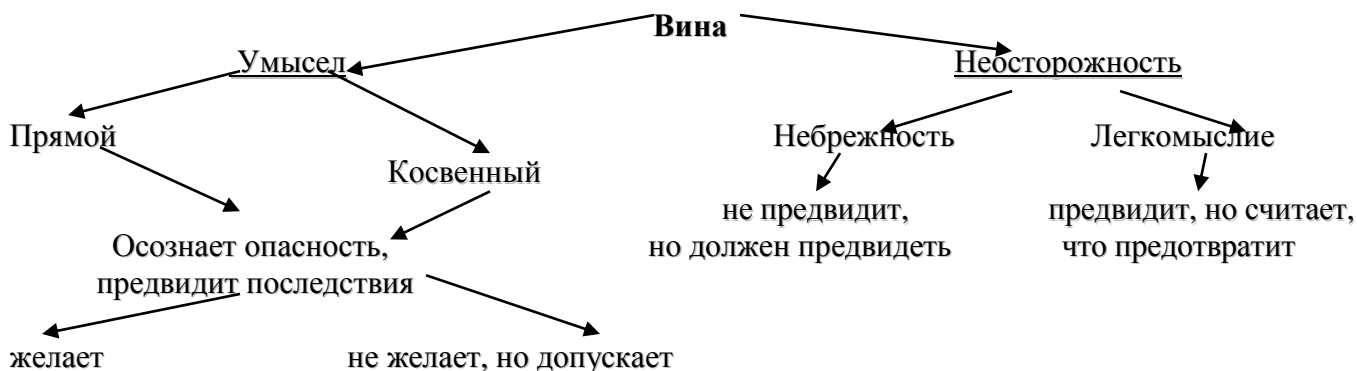 Вина
Умысел
Неосторожность
Прямой
Косвенный
Небрежность
Легкомыслие
Осознает опасность,
предвидит последствия
не предвидит,
но должен предвидеть
предвидит, но считает,
что предотвратит
желает
не желает, но допускает